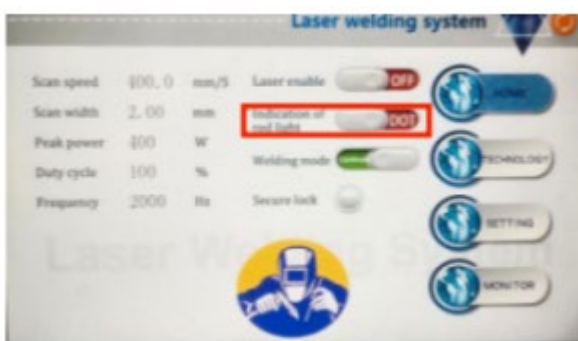 Laser welding system
Scan speed 400.0 mm/S Laser enable OFF
HOME
Scan width 2.00 mm Indication of red light DOT
Peak power 400 W
Welding mode
TECHNOLOGY
Duty cycle 100 %
Frequency 2000 Hz Secure lock
SETTING
Laser Welding System
MONITOR